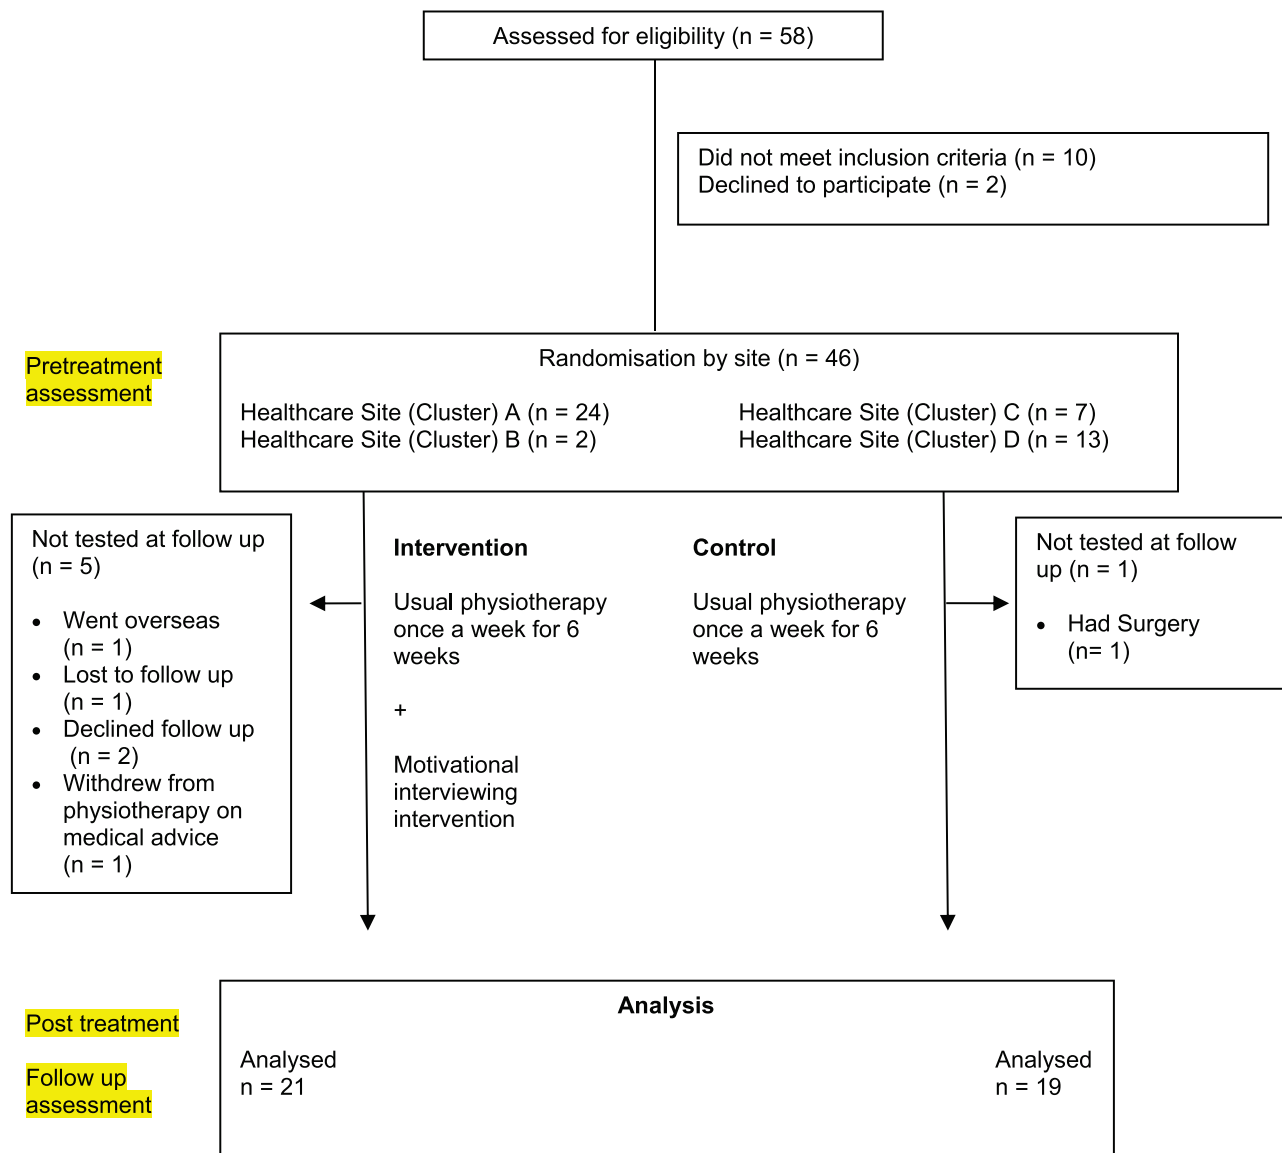 Assessed for eligibility (n = 58)
Did not meet inclusion criteria (n = 10)
Declined to participate (n = 2)
Pretreatment
assessment
Randomisation by site (n = 46)
Healthcare Site (Cluster) A (n = 24)
Healthcare Site (Cluster) B (n = 2)
Healthcare Site (Cluster) C (n = 7)
Healthcare Site (Cluster) D (n = 13)
Not tested at follow up
(n = 5)
• Went overseas
(n = 1)
• Lost to follow up
(n = 1)
• Declined follow up
(n = 2)
• Withdrew from
physiotherapy on
medical advice
(n = 1)
Intervention
Usual physiotherapy
once a week for 6
weeks
+
Motivational
interviewing
intervention
Control
Usual physiotherapy
once a week for 6
weeks
Not tested at follow
up (n = 1)
• Had Surgery
(n= 1)
Post treatment
Follow up
assessment
Analysis
Analysed
n = 21
Analysed
n = 19